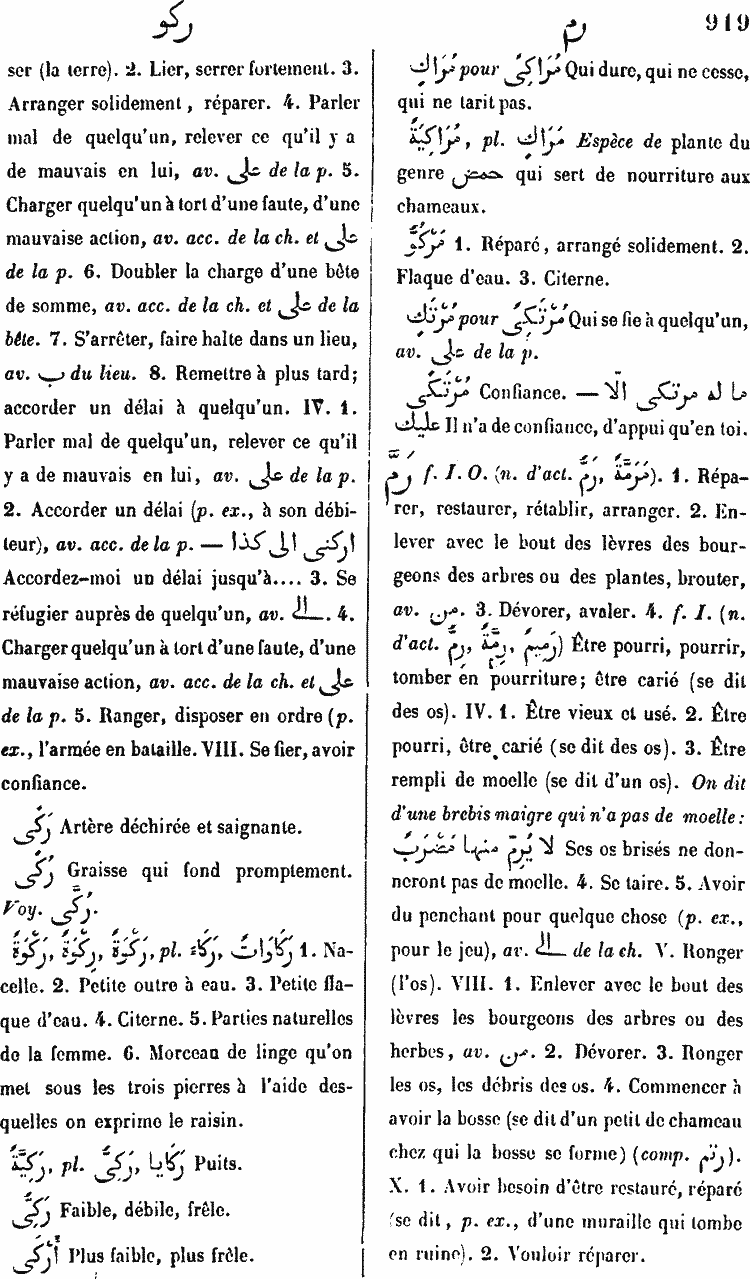 ركو
رم
919
ser (la terre). 2. Lier, serrer fortement. 3.
Arranger solidement, réparer. 4. Parler
mal de quelqu'un, relever ce qu'il y a
de mauvais en lui, av. على de la p. 5.
Charger quelqu'un à tort d'une faute, d'une
mauvaise action, av. acc. de la ch. et على
de la p. 6. Doubler la charge d'une bête
de somme, av. acc. de la ch. et على de la
bête. 7. S'arrêter, faire halte dans un lieu,
av. ب du lieu. 8. Remettre à plus tard;
accorder un délai à quelqu'un. IV. 1.
Parler mal de quelqu'un, relever ce qu'il
y a de mauvais en lui, av. على de la p.
2. Accorder un délai (p. ex., à son débi-
teur), av. acc. de la p. — اركنى الى كذا
Accordez-moi un délai jusqu'à.... 3. Se
réfugier auprès de quelqu'un, av. الى. 4.
Charger quelqu'un à tort d'une faute, d'une
mauvaise action, av. acc. de la ch. et على
de la p. 5. Ranger, disposer en ordre (p.
ex., l'armée en bataille. VIII. Se fier, avoir
confiance.
رَكًى Artère déchirée et saignante.
رَكًى Graisse qui fond promptement.
Voy. رَكًّى.
رَكْوَةٌ, رِكْوَةٌ, رُكْوَةٌ, pl. رِكَاءٌ, رَكَوَاتٌ 1. Na-
celle. 2. Petite outre à eau. 3. Petite fla-
que d'eau. 4. Citerne. 5. Parties naturelles
de la femme. 6. Morceau de linge qu'on
met sous les trois pierres à l'aide des-
quelles on exprime le raisin.
رَكِيَّةٌ, pl. رَكِىٌّ, رَكَايَا Puits.
رَكِىٌّ Faible, débile, frêle.
أَرْكَى Plus faible, plus frêle.
مُرَاكٍ pour مُرَاكِىٌ Qui dure, qui ne cesse,
qui ne tarit pas.
مُرَاكِيَةٌ, pl. مُرَاكٍ Espèce de plante du
genre حمض qui sert de nourriture aux
chameaux.
مَرْكُوٌّ 1. Réparé, arrangé solidement. 2.
Flaque d'eau. 3. Citerne.
مُرْتَكٍ pour مُرْتَكِىٌ Qui se fie à quelqu'un,
av. على de la p.
مُرْتَكًى Confiance. — ما له مرتكى الّا
عليك Il n'a de confiance, d'appui qu'en toi.
رَمَّ f. I. O. (n. d'act. رَمٌّ, مَرَمَّةٌ). 1. Répa-
rer, restaurer, rétablir, arranger. 2. En-
lever avec le bout des lèvres des bour-
geons des arbres ou des plantes, brouter,
av. من. 3. Dévorer, avaler. 4. f. I. (n.
d'act. رَمٌّ, رِمَّةٌ, رَمِيمٌ) Être pourri, pourrir,
tomber en pourriture; être carié (se dit
des os). IV. 1. Être vieux et usé. 2. Être
pourri, être carié (se dit des os). 3. Être
rempli de moelle (se dit d'un os). On dit
d'une brebis maigre qui n'a pas de moelle:
لا يُرِمّ منها مَضْرَبٌ Ses os brisés ne don-
neront pas de moelle. 4. Se taire. 5. Avoir
du penchant pour quelque chose (p. ex.,
pour le jeu), av. الى de la ch. V. Ronger
(l'os). VIII. 1. Enlever avec le bout des
lèvres les bourgeons des arbres ou des
herbes, av. من. 2. Dévorer. 3. Ronger
les os, les débris des os. 4. Commencer à
avoir la bosse (se dit d'un petit de chameau
chez qui la bosse se forme) (comp. رثم).
X. 1. Avoir besoin d'être restauré, réparé
(se dit, p. ex., d'une muraille qui tombe
en ruine). 2. Vouloir réparer.